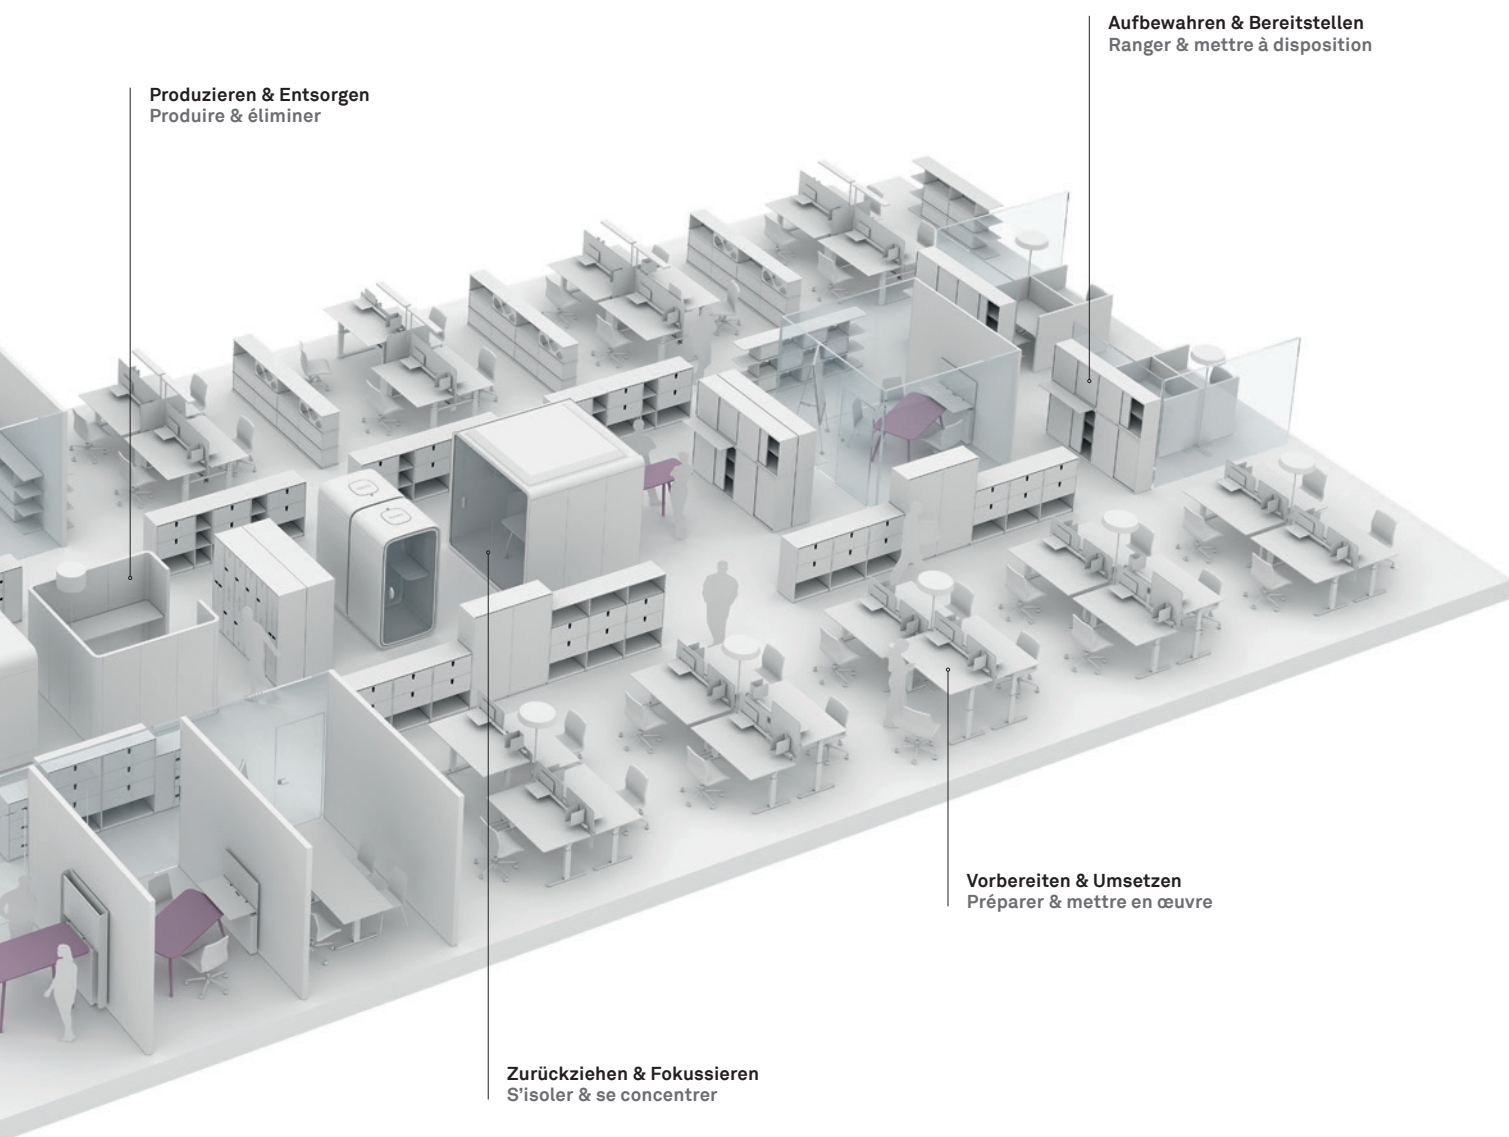 Aufbewahren & Bereitstellen
Ranger & mettre à disposition
Produzieren & Entsorgen
Produire & éliminer
Vorbereiten & Umsetzen
Préparer & mettre en œuvre
Zurückziehen & Fokussieren
S’isoler & se concentrer